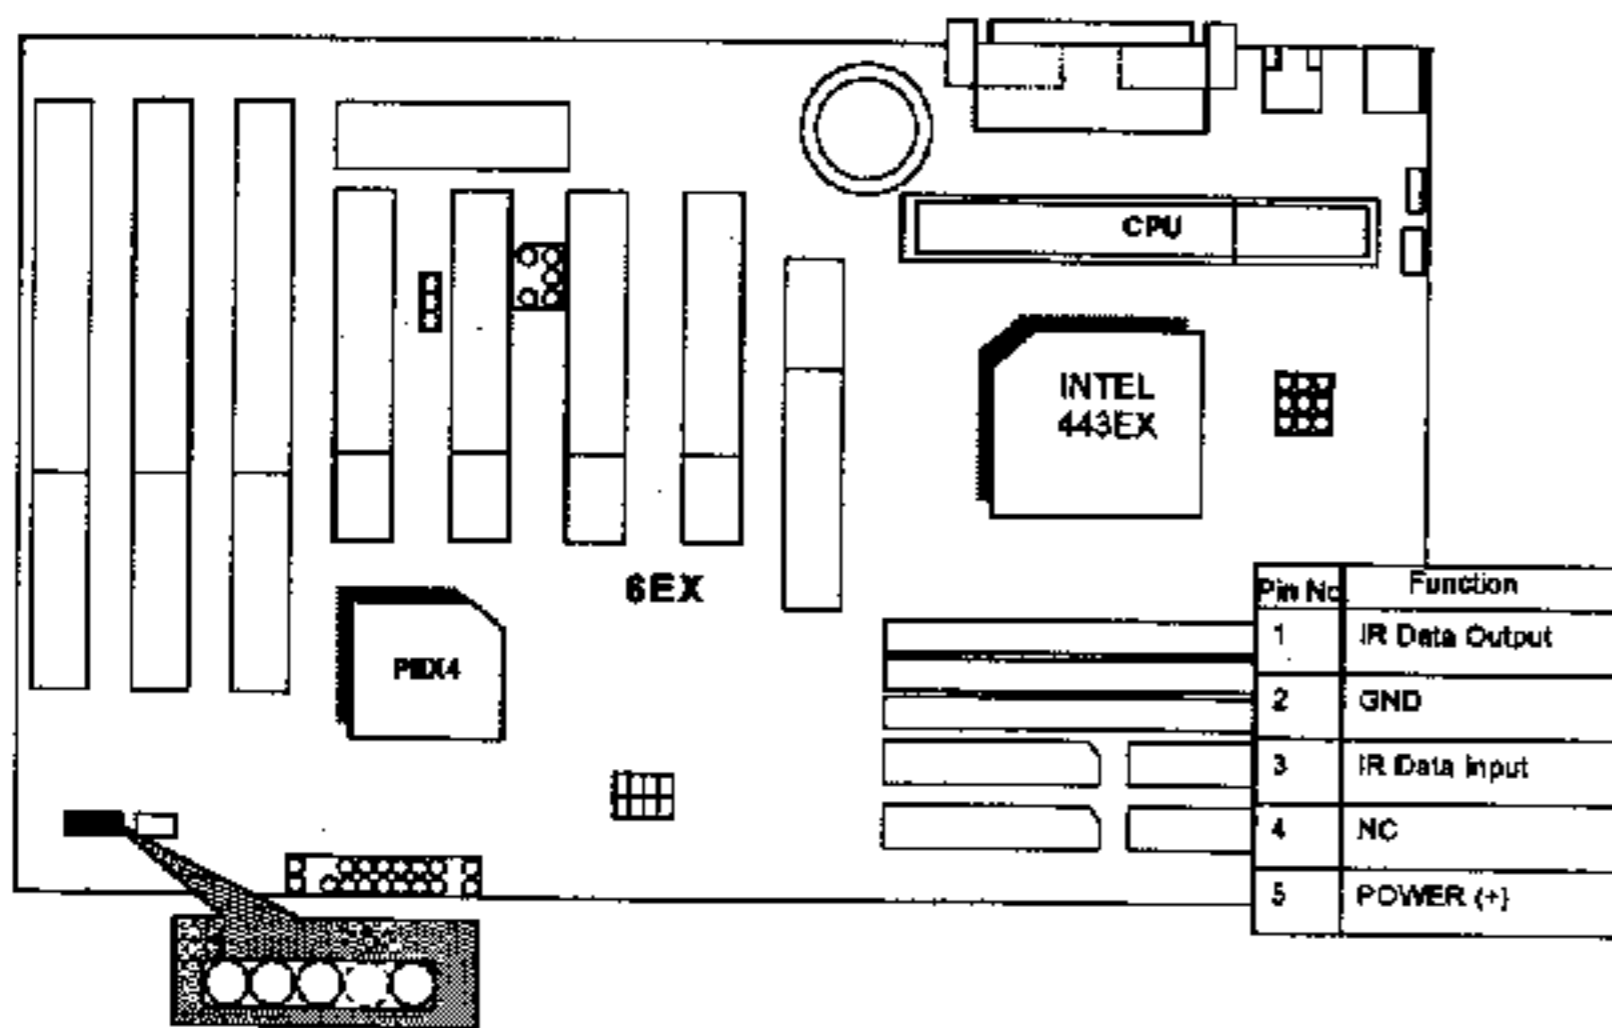 CPU
INTEL
443EX
6EX
PIIX4
Pin No Function
1 IR Data Output
2 GND
3 IR Data Input
4 NC
5 POWER (+)